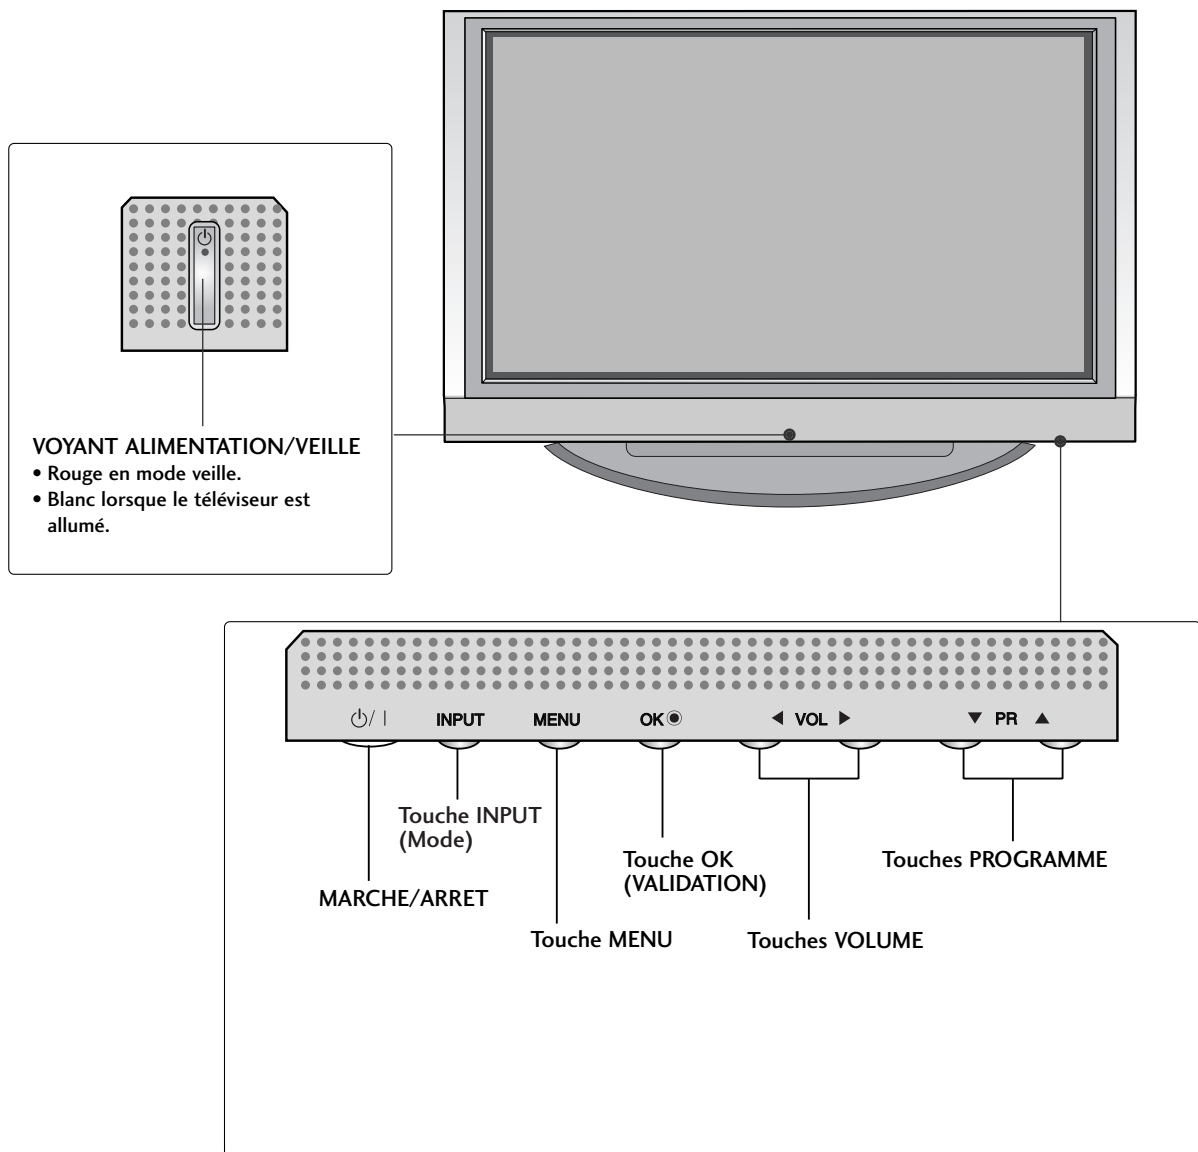 VOYANT ALIMENTATION/VEILLE
• Rouge en mode veille.
• Blanc lorsque le téléviseur est
allumé.
/ I INPUT MENU OK VOL PR
Touche INPUT
(Mode)
Touche OK
(VALIDATION)
Touches PROGRAMME
MARCHE/ARRET
Touche MENU
Touches VOLUME